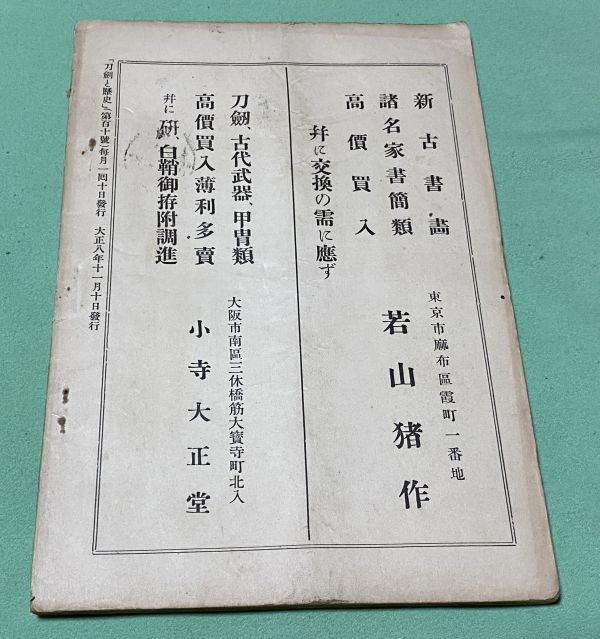 新古書畵
諸名家書簡類
高價買入
幷に交換の需に應ず
東京市麻布區霞町一番地
若山猪作
刀劔、古代武器、甲冑類
高價買入薄利多賣
幷に研、白鞘御拵附調進
大阪市南區三休橋筋大寳寺町北入
小寺大正堂
「刀劍と歷史」（第百十號）每月一回十日發行　大正八年十一月十日發行